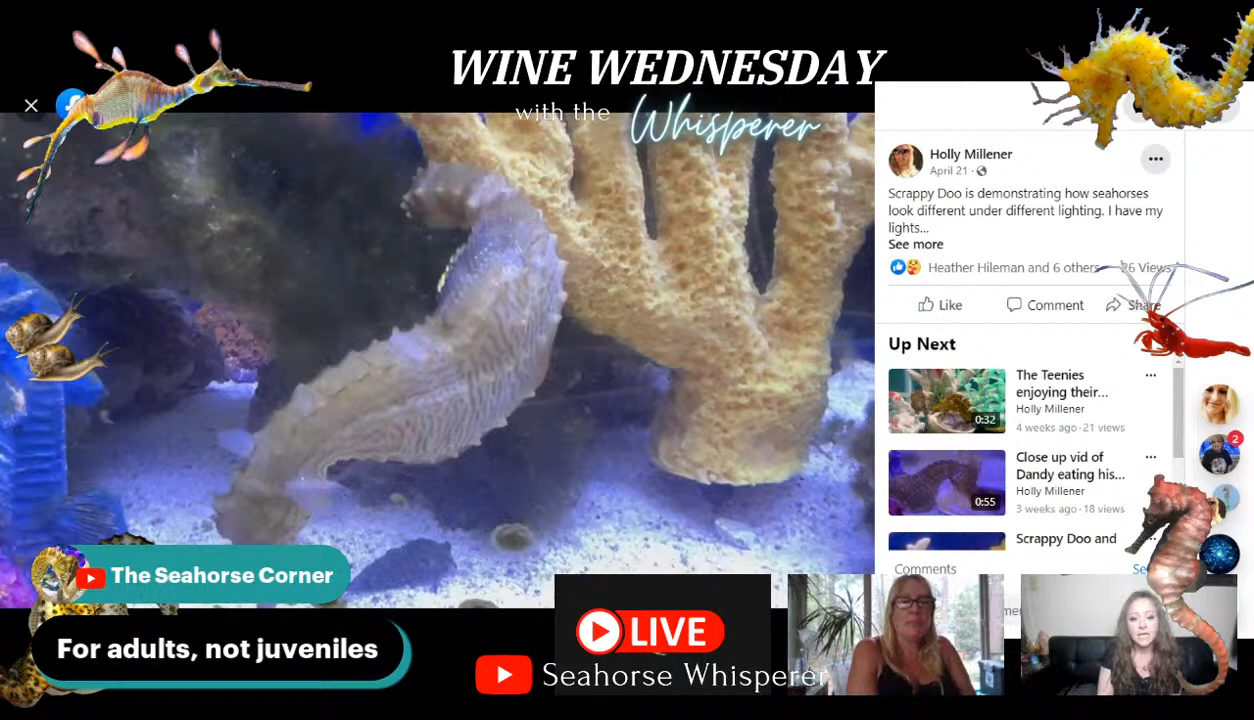 WINE WEDNESDAY
with the Whisperer
Holly Millener
April 21
Scrappy Doo is demonstrating how seahorses
look different under different lighting. I have my
lights...
See more
Heather Hileman and 6 others
26 Views
Like
Comment
Share
Up Next
The Teenies
enjoying their...
Holly Millener
4 weeks ago · 21 views
0:32
Close up vid of
Dandy eating his...
Holly Millener
3 weeks ago · 18 views
0:55
Scrappy Doo and
Comments
2
The Seahorse Corner
For adults, not juveniles
LIVE
Seahorse Whisperer